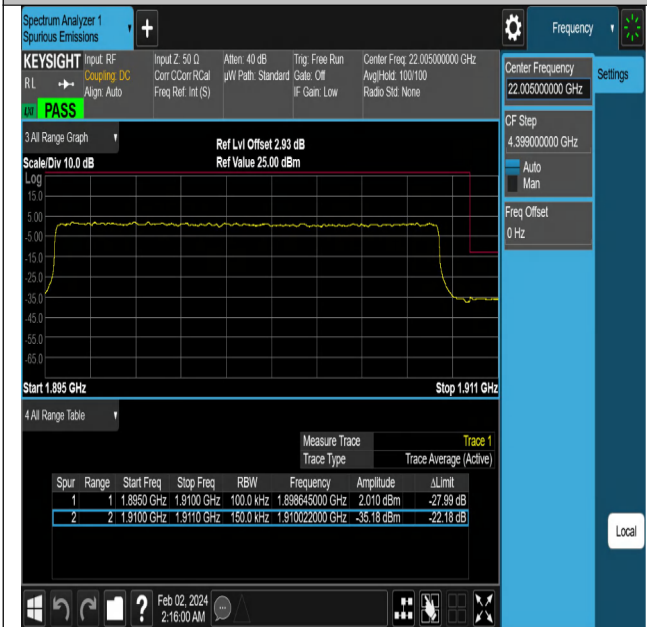 Spectrum Analyzer 1
Spurious Emissions
+
Frequency
KEYSIGHT
RL
Input: RF
Coupling: DC
Align: Auto
Input Z: 50 Ω
Corr CCorr RCal
Freq Ref: Int (S)
Atten: 40 dB
µW Path: Standard
Trig: Free Run
Gate: Off
IF Gain: Low
Center Freq: 22.005000000 GHz
Avg|Hold: 100/100
Radio Std: None
PASS
Center Frequency
22.005000000 GHz
Settings
CF Step
4.399000000 GHz
Auto
Man
Freq Offset
0 Hz
3 All Range Graph
Scale/Div 10.0 dB
Ref Lvl Offset 2.93 dB
Ref Value 25.00 dBm
Log
15.0
5.00
-5.00
-15.0
-25.0
-35.0
-45.0
-55.0
-65.0
Start 1.895 GHz
Stop 1.911 GHz
4 All Range Table
Measure Trace Trace 1
Trace Type Trace Average (Active)
Spur Range Start Freq Stop Freq RBW Frequency Amplitude ΔLimit
1 1 1.8950 GHz 1.9100 GHz 100.0 kHz 1.898645000 GHz 2.010 dBm -27.99 dB
2 2 1.9100 GHz 1.9110 GHz 150.0 kHz 1.910022000 GHz -35.18 dBm -22.18 dB
Local
?
Feb 02, 2024
2:16:00 AM